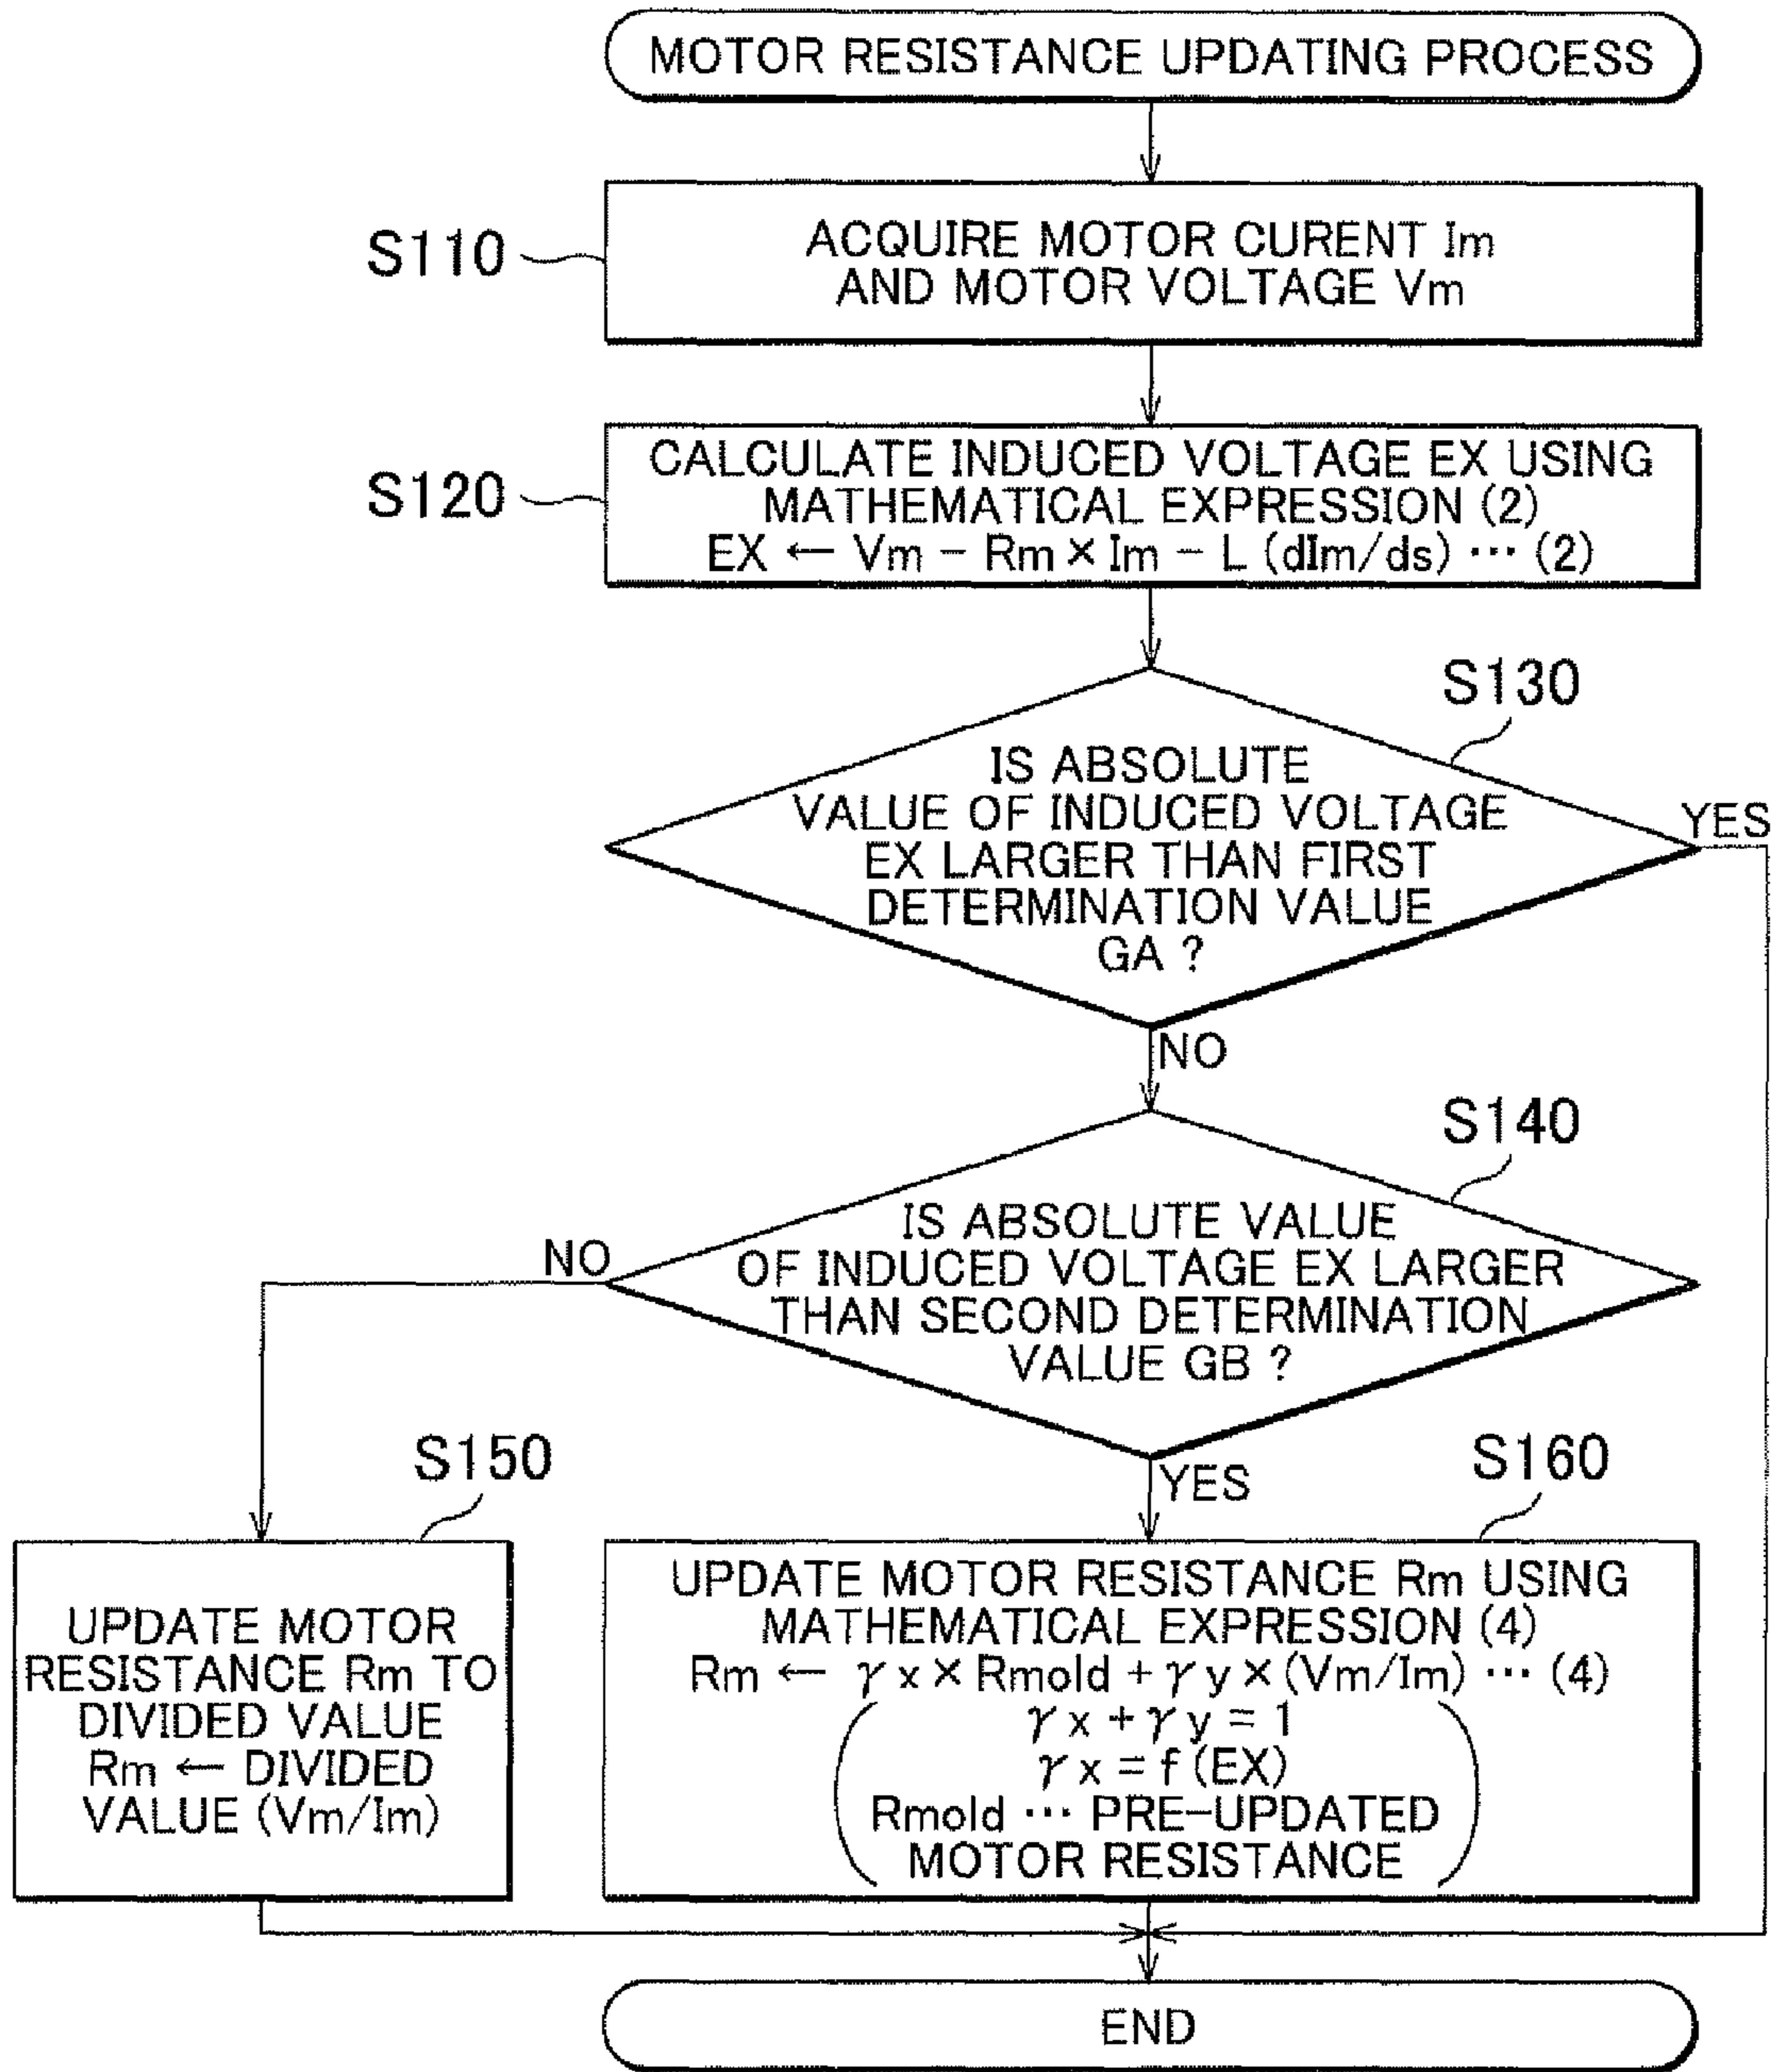 MOTOR RESISTANCE UPDATING PROCESS
S110
ACQUIRE MOTOR CURENT Im
AND MOTOR VOLTAGE Vm
S120
CALCULATE INDUCED VOLTAGE EX USING
MATHEMATICAL EXPRESSION (2)
EX ← Vm − Rm × Im − L (dIm/ds) ⋯ (2)
S130
IS ABSOLUTE
VALUE OF INDUCED VOLTAGE
EX LARGER THAN FIRST
DETERMINATION VALUE
GA ?
YES
NO
S140
IS ABSOLUTE VALUE
OF INDUCED VOLTAGE EX LARGER
THAN SECOND DETERMINATION
VALUE GB ?
NO
YES
S150
UPDATE MOTOR
RESISTANCE Rm TO
DIVIDED VALUE
Rm ← DIVIDED
VALUE (Vm/Im)
S160
UPDATE MOTOR RESISTANCE Rm USING
MATHEMATICAL EXPRESSION (4)
Rm ← γx × Rmold + γy × (Vm/Im) ⋯ (4)
γx + γy = 1
γx = f (EX)
Rmold ⋯ PRE-UPDATED
MOTOR RESISTANCE
END